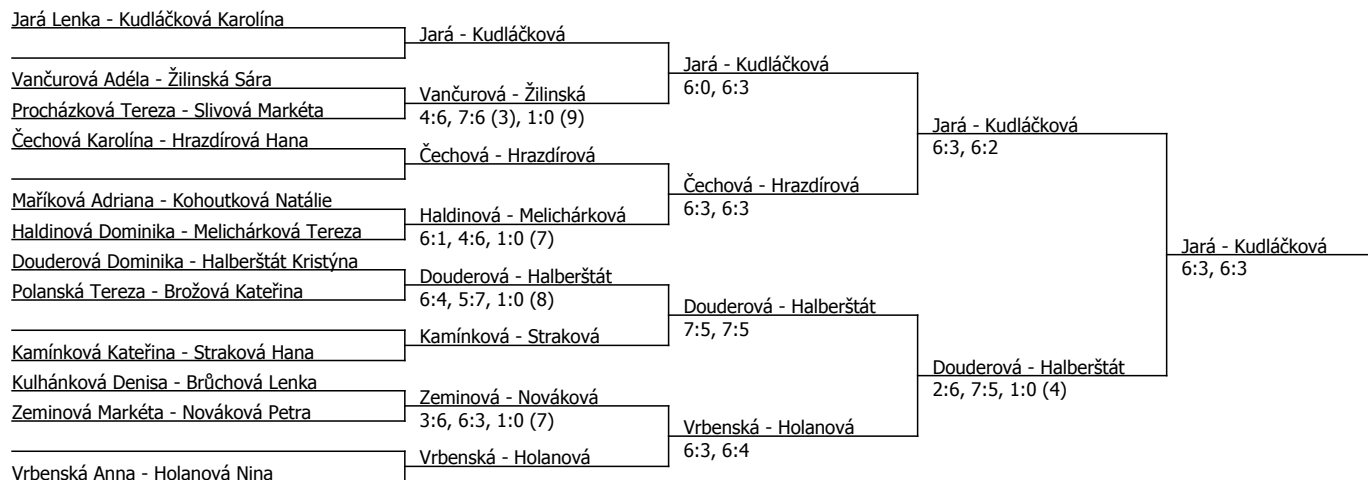 Jará Lenka - Kudláčková Karolína
Vančurová Adéla - Žilinská Sára
Procházková Tereza - Slivová Markéta
Čechová Karolína - Hrazdírová Hana
Maříková Adriana - Kohoutková Natálie
Haldinová Dominika - Melichárková Tereza
Douderová Dominika - Halberštát Kristýna
Polanská Tereza - Brožová Kateřina
Kamínková Kateřina - Straková Hana
Kulhánková Denisa - Brůchová Lenka
Zeminová Markéta - Nováková Petra
Vrbenská Anna - Holanová Nina
Jará - Kudláčková
Vančurová - Žilinská
4:6, 7:6 (3), 1:0 (9)
Čechová - Hrazdírová
Haldinová - Melichárková
6:1, 4:6, 1:0 (7)
Douderová - Halberštát
6:4, 5:7, 1:0 (8)
Kamínková - Straková
Zeminová - Nováková
3:6, 6:3, 1:0 (7)
Vrbenská - Holanová
Jará - Kudláčková
6:0, 6:3
Čechová - Hrazdírová
6:3, 6:3
Douderová - Halberštát
7:5, 7:5
Vrbenská - Holanová
6:3, 6:4
Jará - Kudláčková
6:3, 6:2
Douderová - Halberštát
2:6, 7:5, 1:0 (4)
Jará - Kudláčková
6:3, 6:3